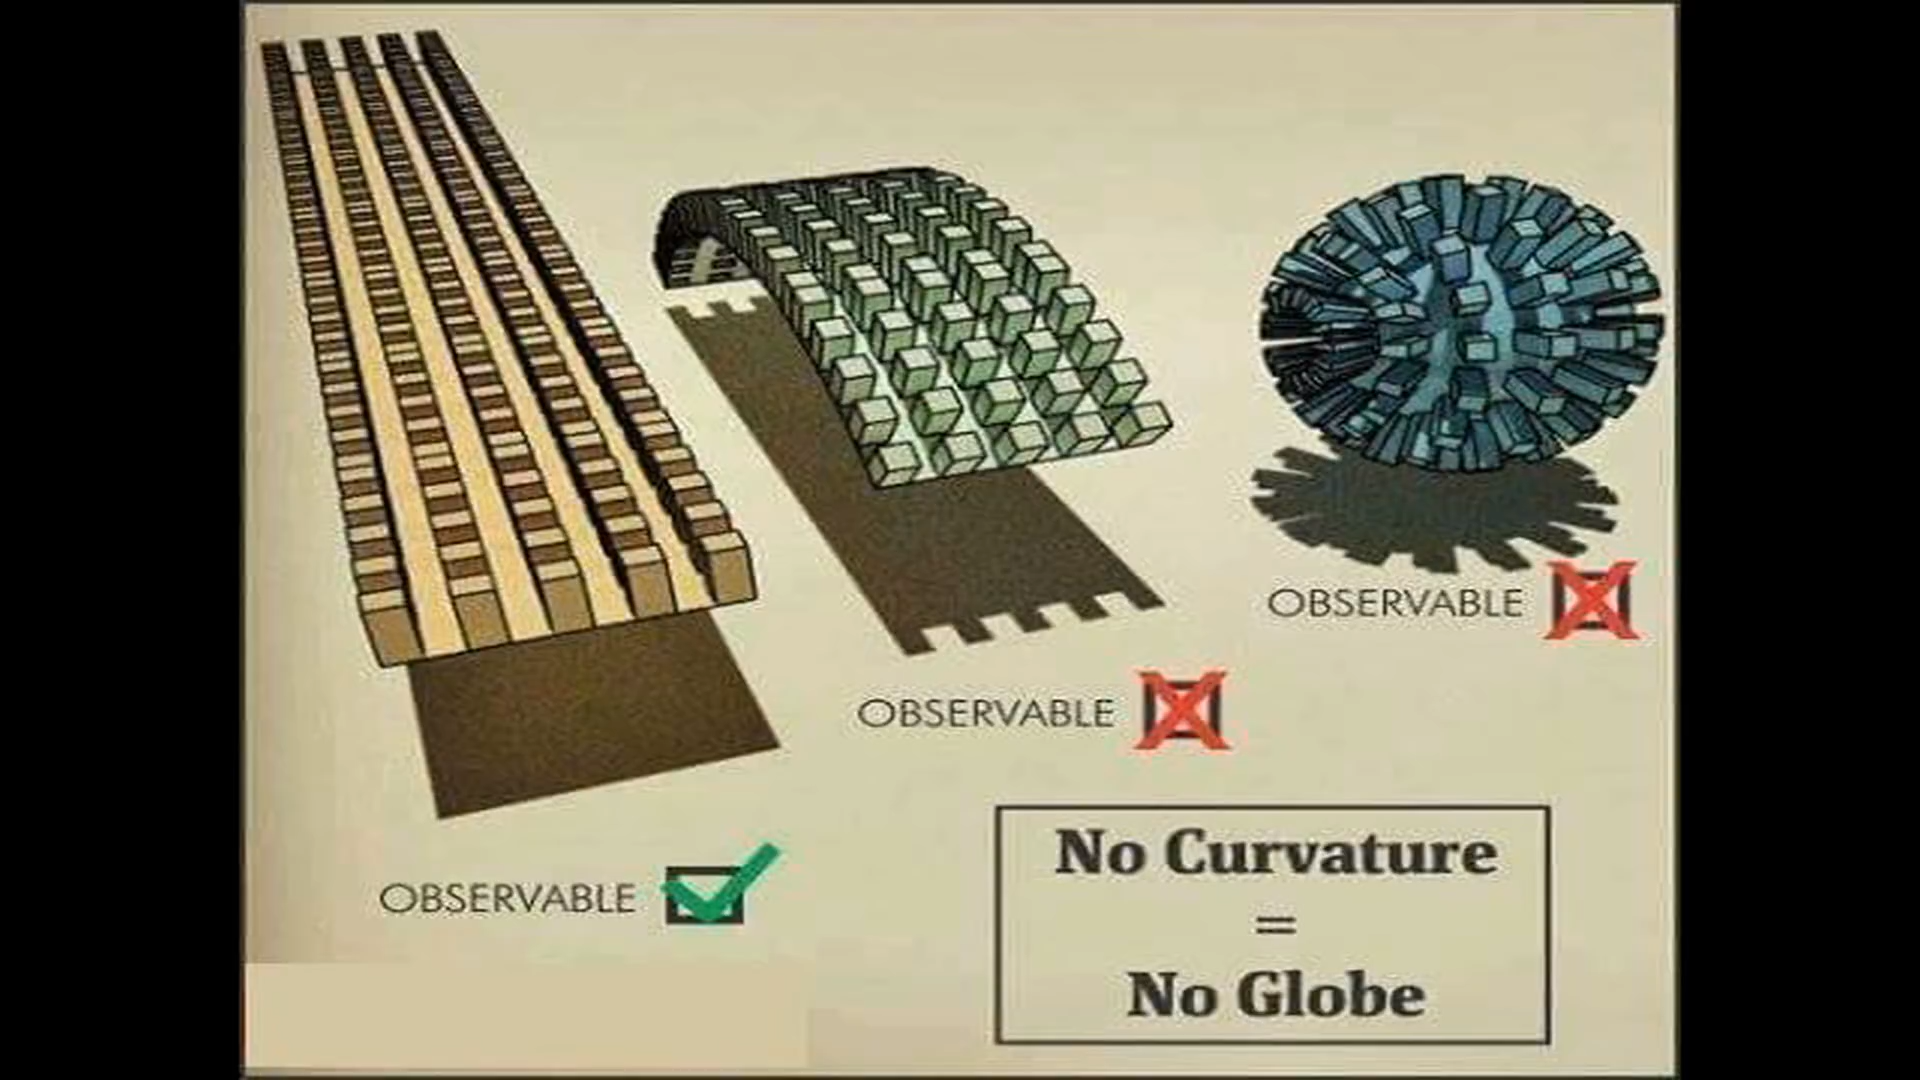 OBSERVABLE
OBSERVABLE
OBSERVABLE
No Curvature
=
No Globe